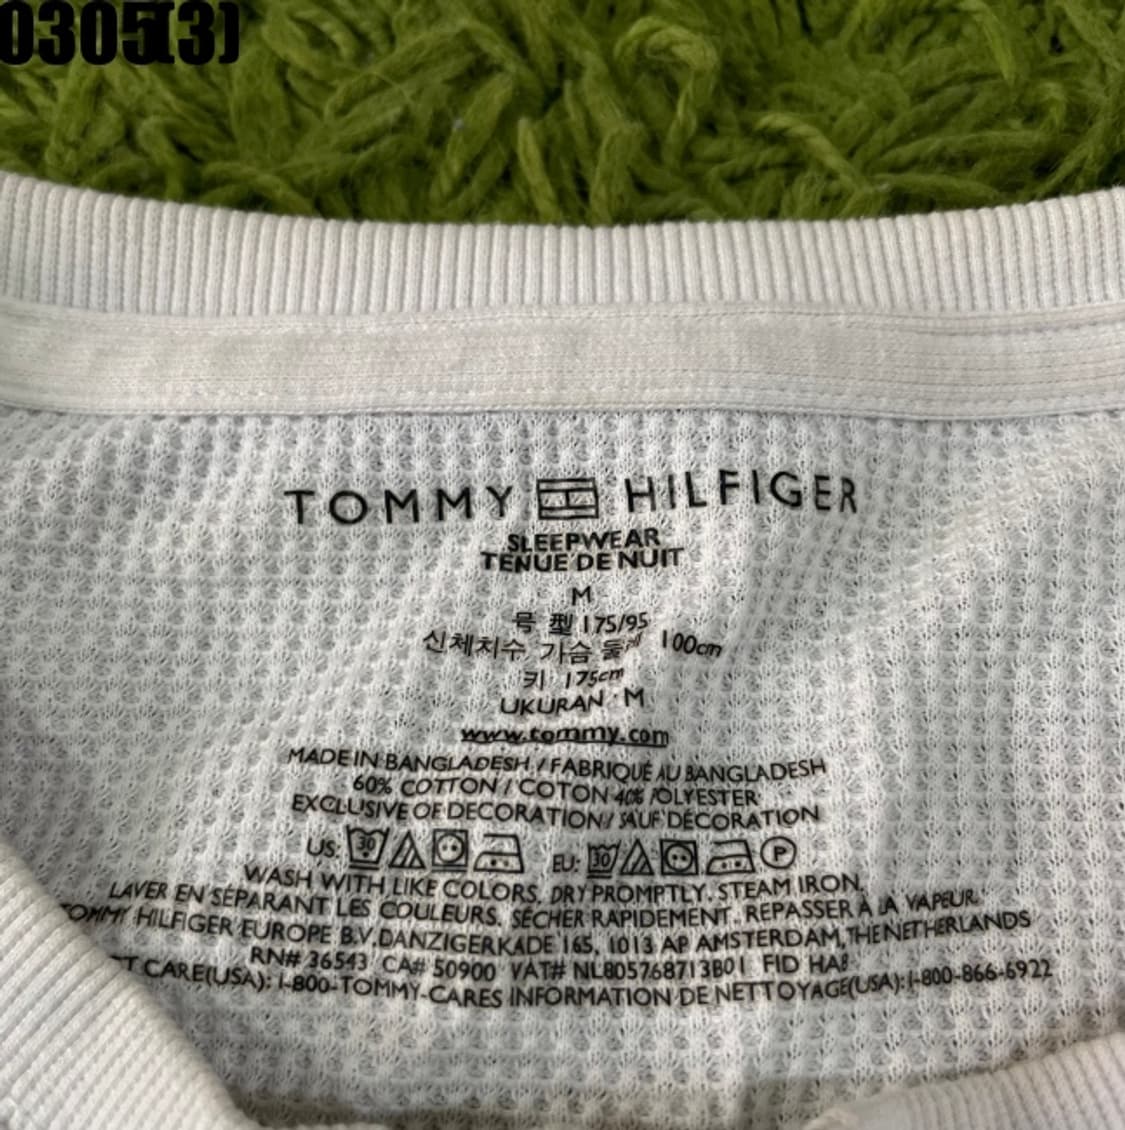 0305(3)
TOMMY HILFIGER
SLEEPWEAR
TENUE DE NUIT
M
号 型 175/95
신체치수 가슴 둘레 100cm
키 175cm
UKURAN : M
www.tommy.com
MADE IN BANGLADESH / FABRIQUÉ AU BANGLADESH
60% COTTON / COTON 40% POLYESTER
EXCLUSIVE OF DECORATION / SAUF DÉCORATION
US: 30 EU: 30 P
WASH WITH LIKE COLORS. DRY PROMPTLY. STEAM IRON.
LAVER EN SÉPARANT LES COULEURS. SÉCHER RAPIDEMENT. REPASSER À LA VAPEUR.
TOMMY HILFIGER EUROPE B.V. DANZIGERKADE 165, 1013 AP AMSTERDAM, THE NETHERLANDS
RN# 36543 CA# 50900 VAT# NL805768713B01 FID
CARE(USA): 1-800-TOMMY-CARES INFORMATION DE NETTOYAGE(USA): 1-800-866-6922